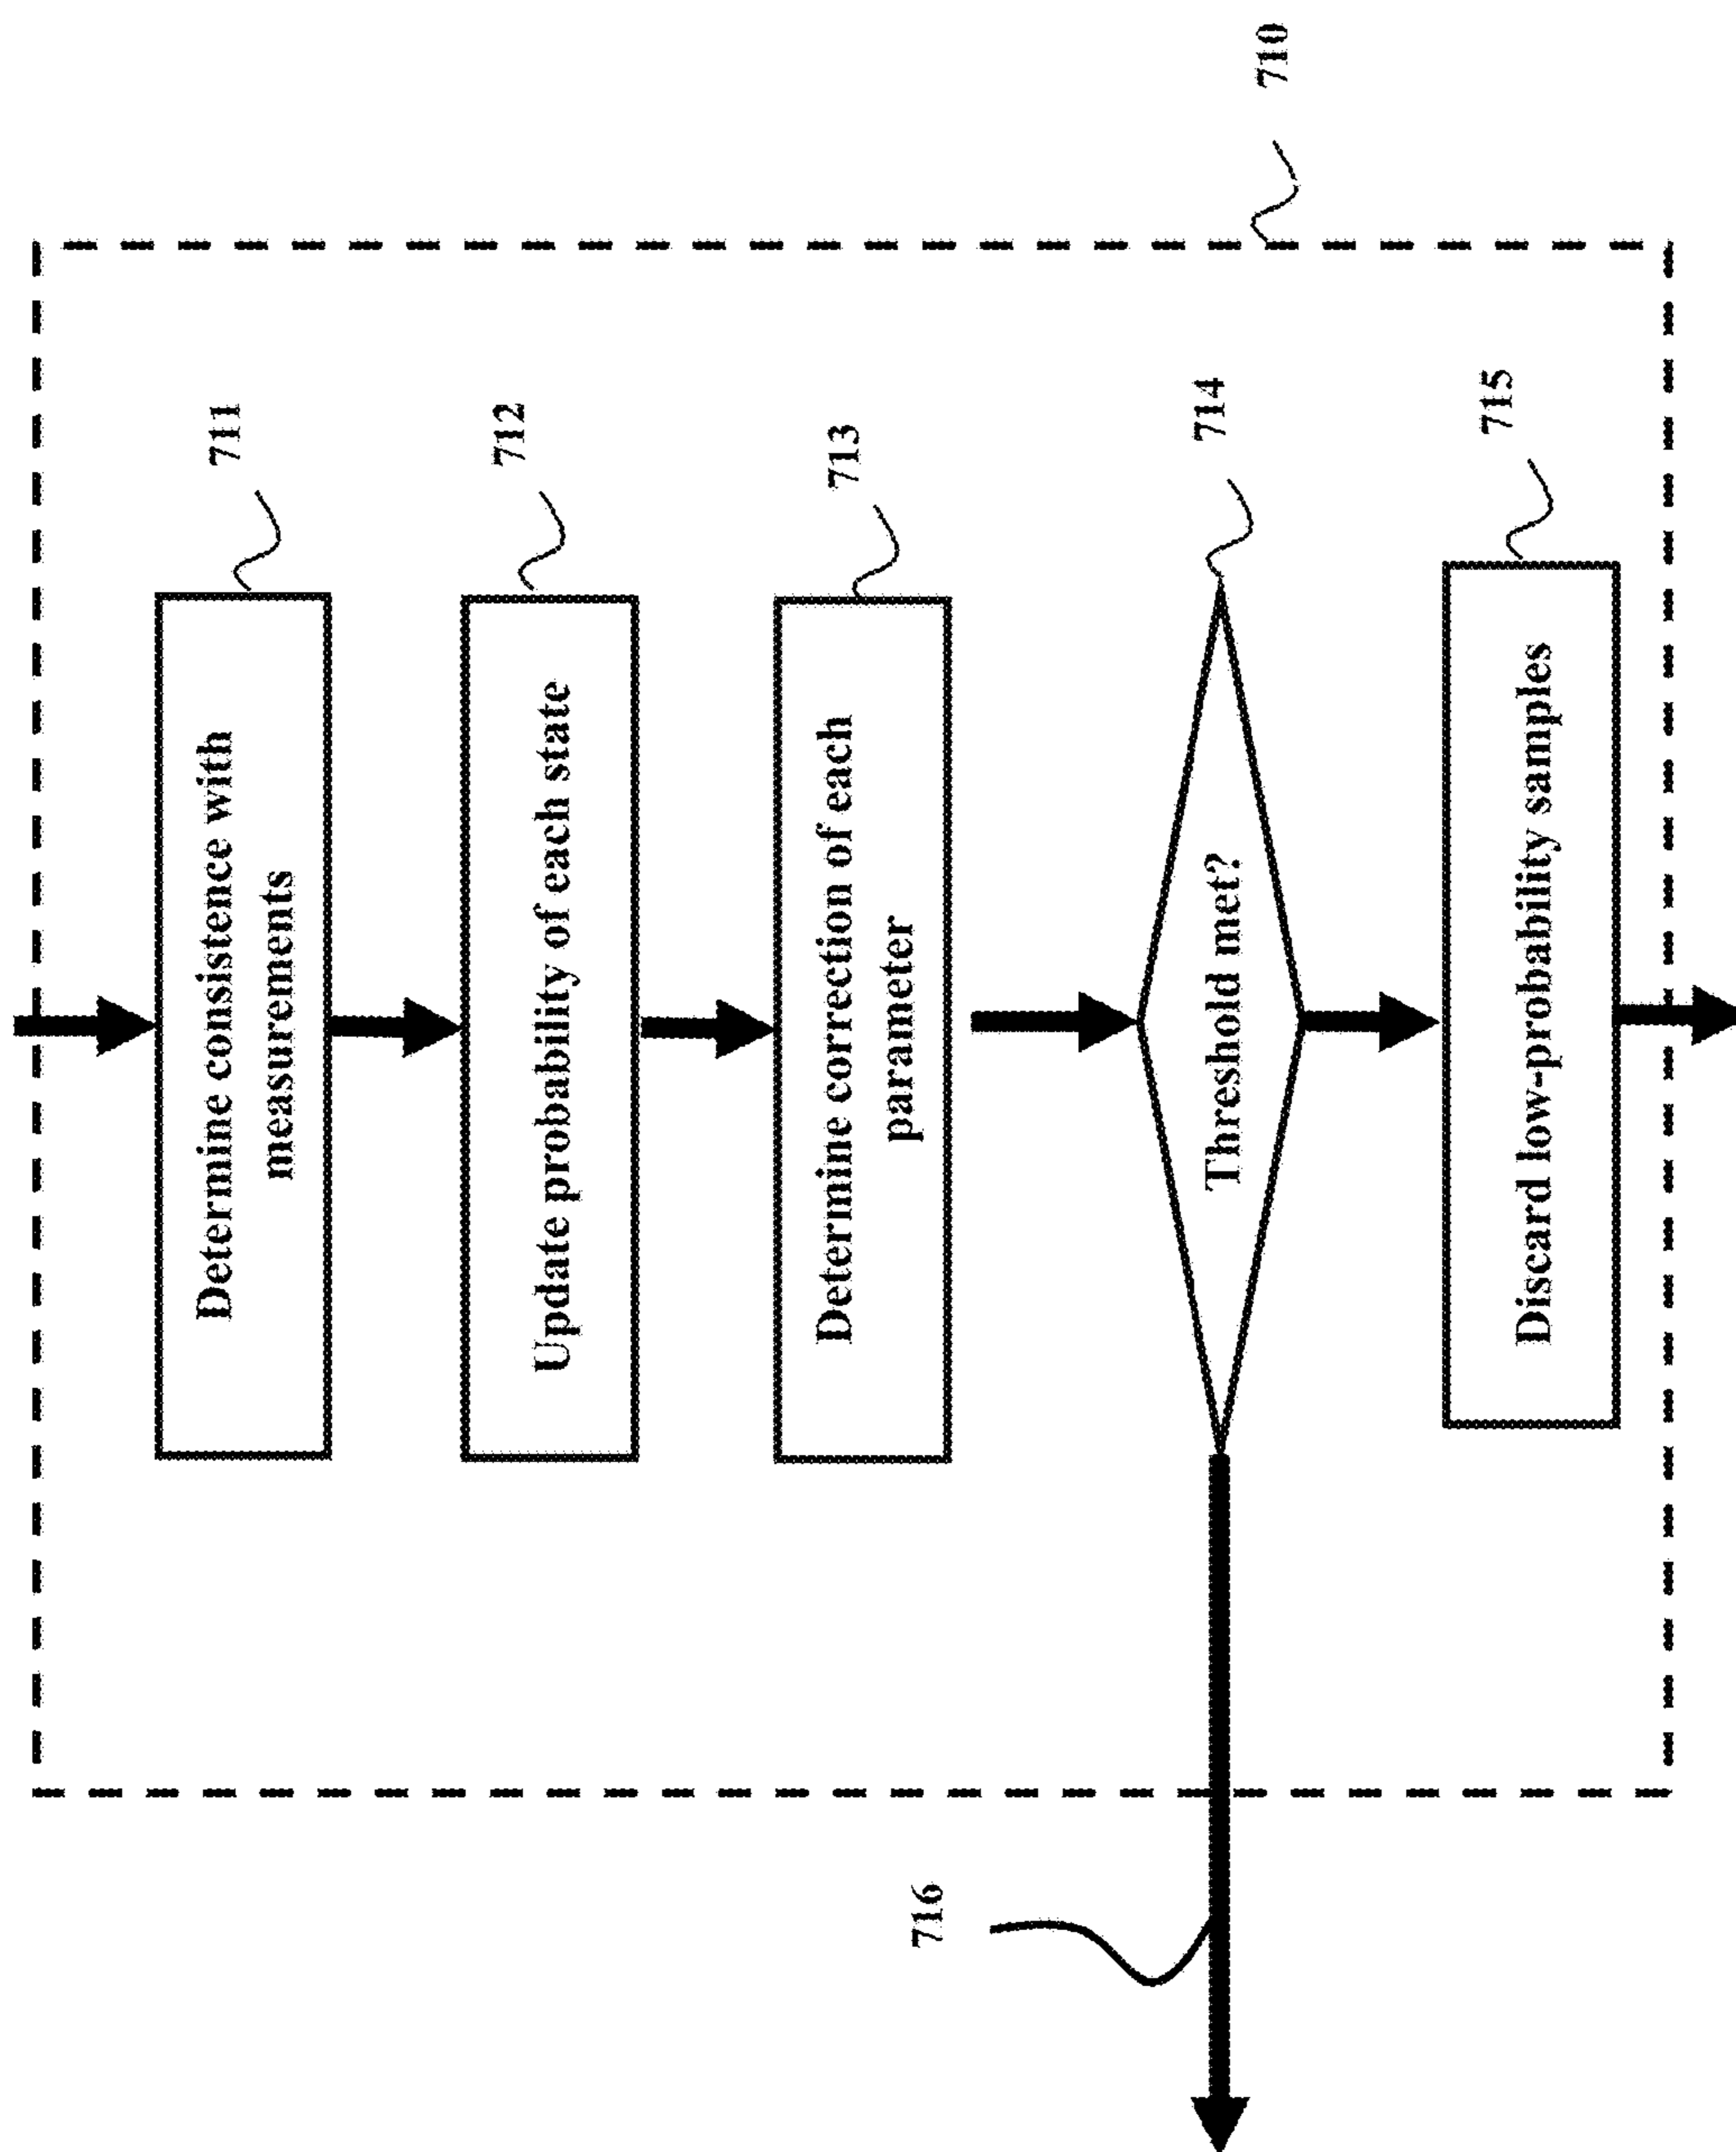 710
Determine consistence with
measurements
711
Update probability of each state
712
Determine correction of each
parameter
713
Threshold met?
714
716
Discard low-probability samples
715